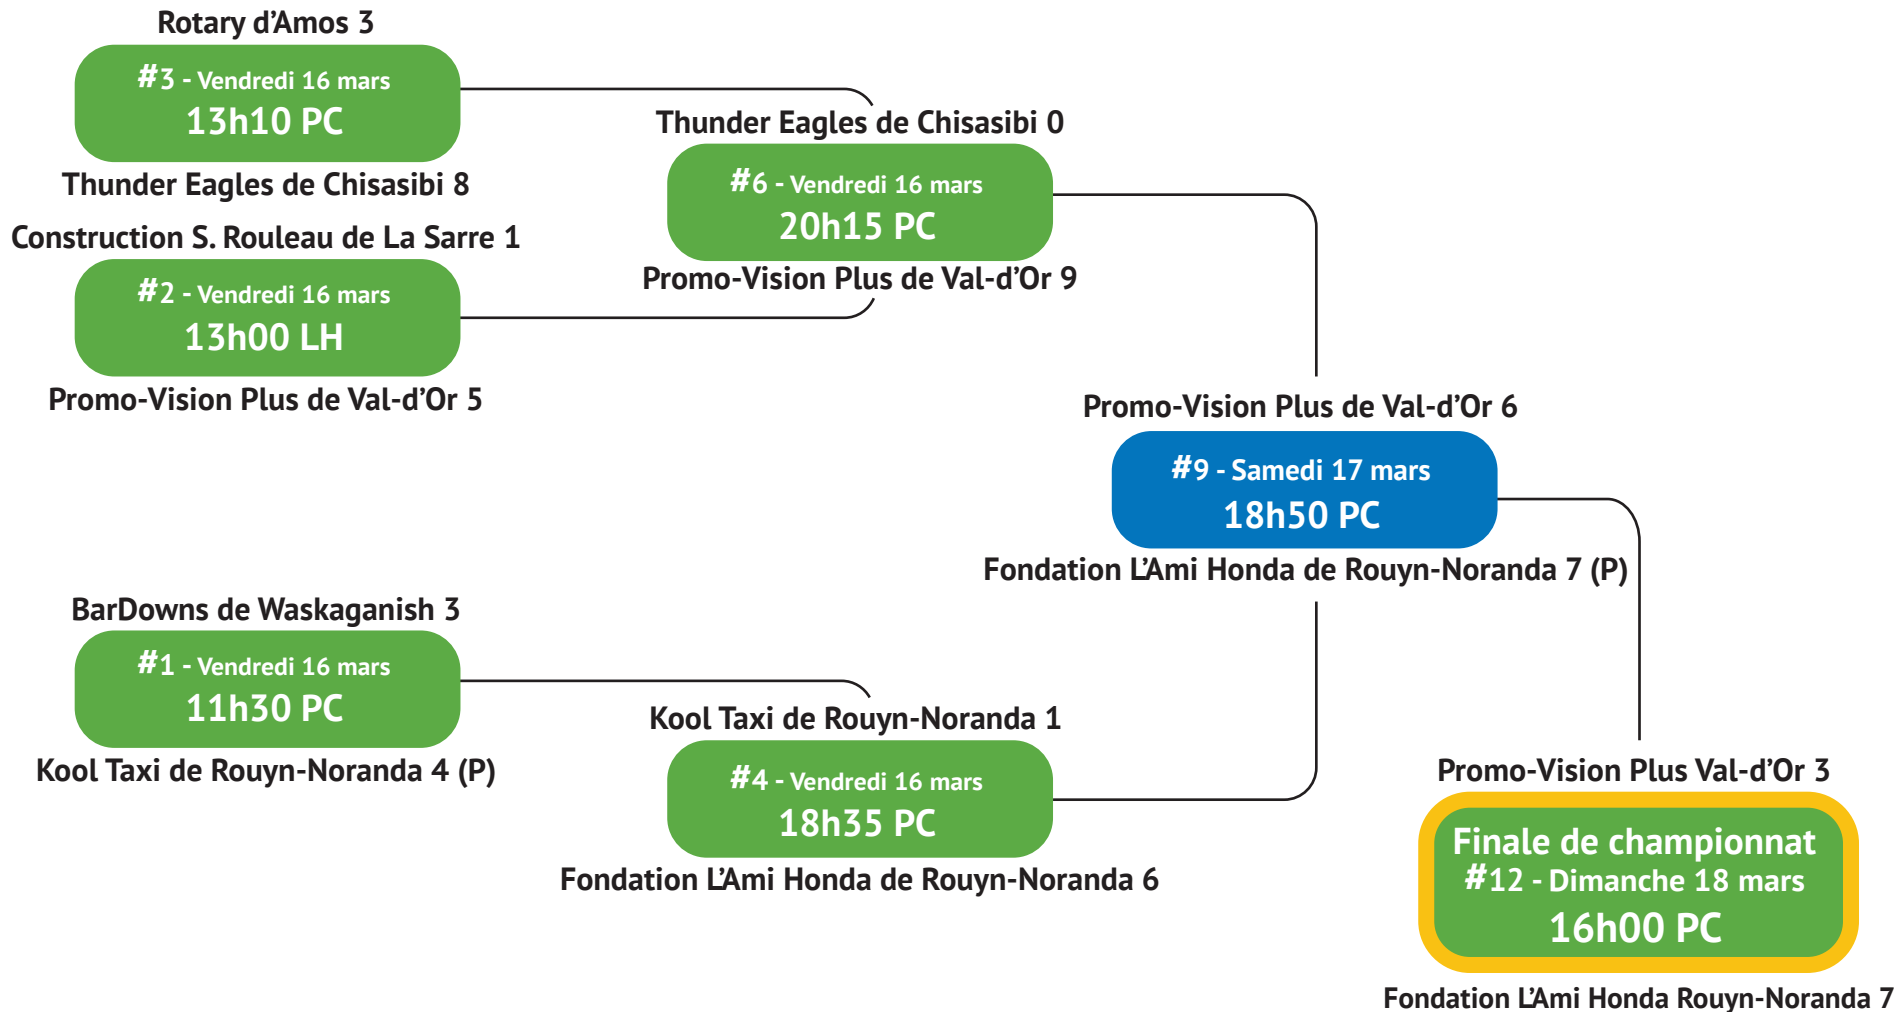 Rotary d’Amos 3
#3 - Vendredi 16 mars
13h10 PC
Thunder Eagles de Chisasibi 8
Construction S. Rouleau de La Sarre 1
#2 - Vendredi 16 mars
13h00 LH
Promo-Vision Plus de Val-d’Or 5
Thunder Eagles de Chisasibi 0
#6 - Vendredi 16 mars
20h15 PC
Promo-Vision Plus de Val-d’Or 9
BarDowns de Waskaganish 3
#1 - Vendredi 16 mars
11h30 PC
Kool Taxi de Rouyn-Noranda 4 (P)
Kool Taxi de Rouyn-Noranda 1
#4 - Vendredi 16 mars
18h35 PC
Fondation L’Ami Honda de Rouyn-Noranda 6
Promo-Vision Plus de Val-d’Or 6
#9 - Samedi 17 mars
18h50 PC
Fondation L’Ami Honda de Rouyn-Noranda 7 (P)
Promo-Vision Plus Val-d’Or 3
Finale de championnat
#12 - Dimanche 18 mars
16h00 PC
Fondation L’Ami Honda Rouyn-Noranda 7